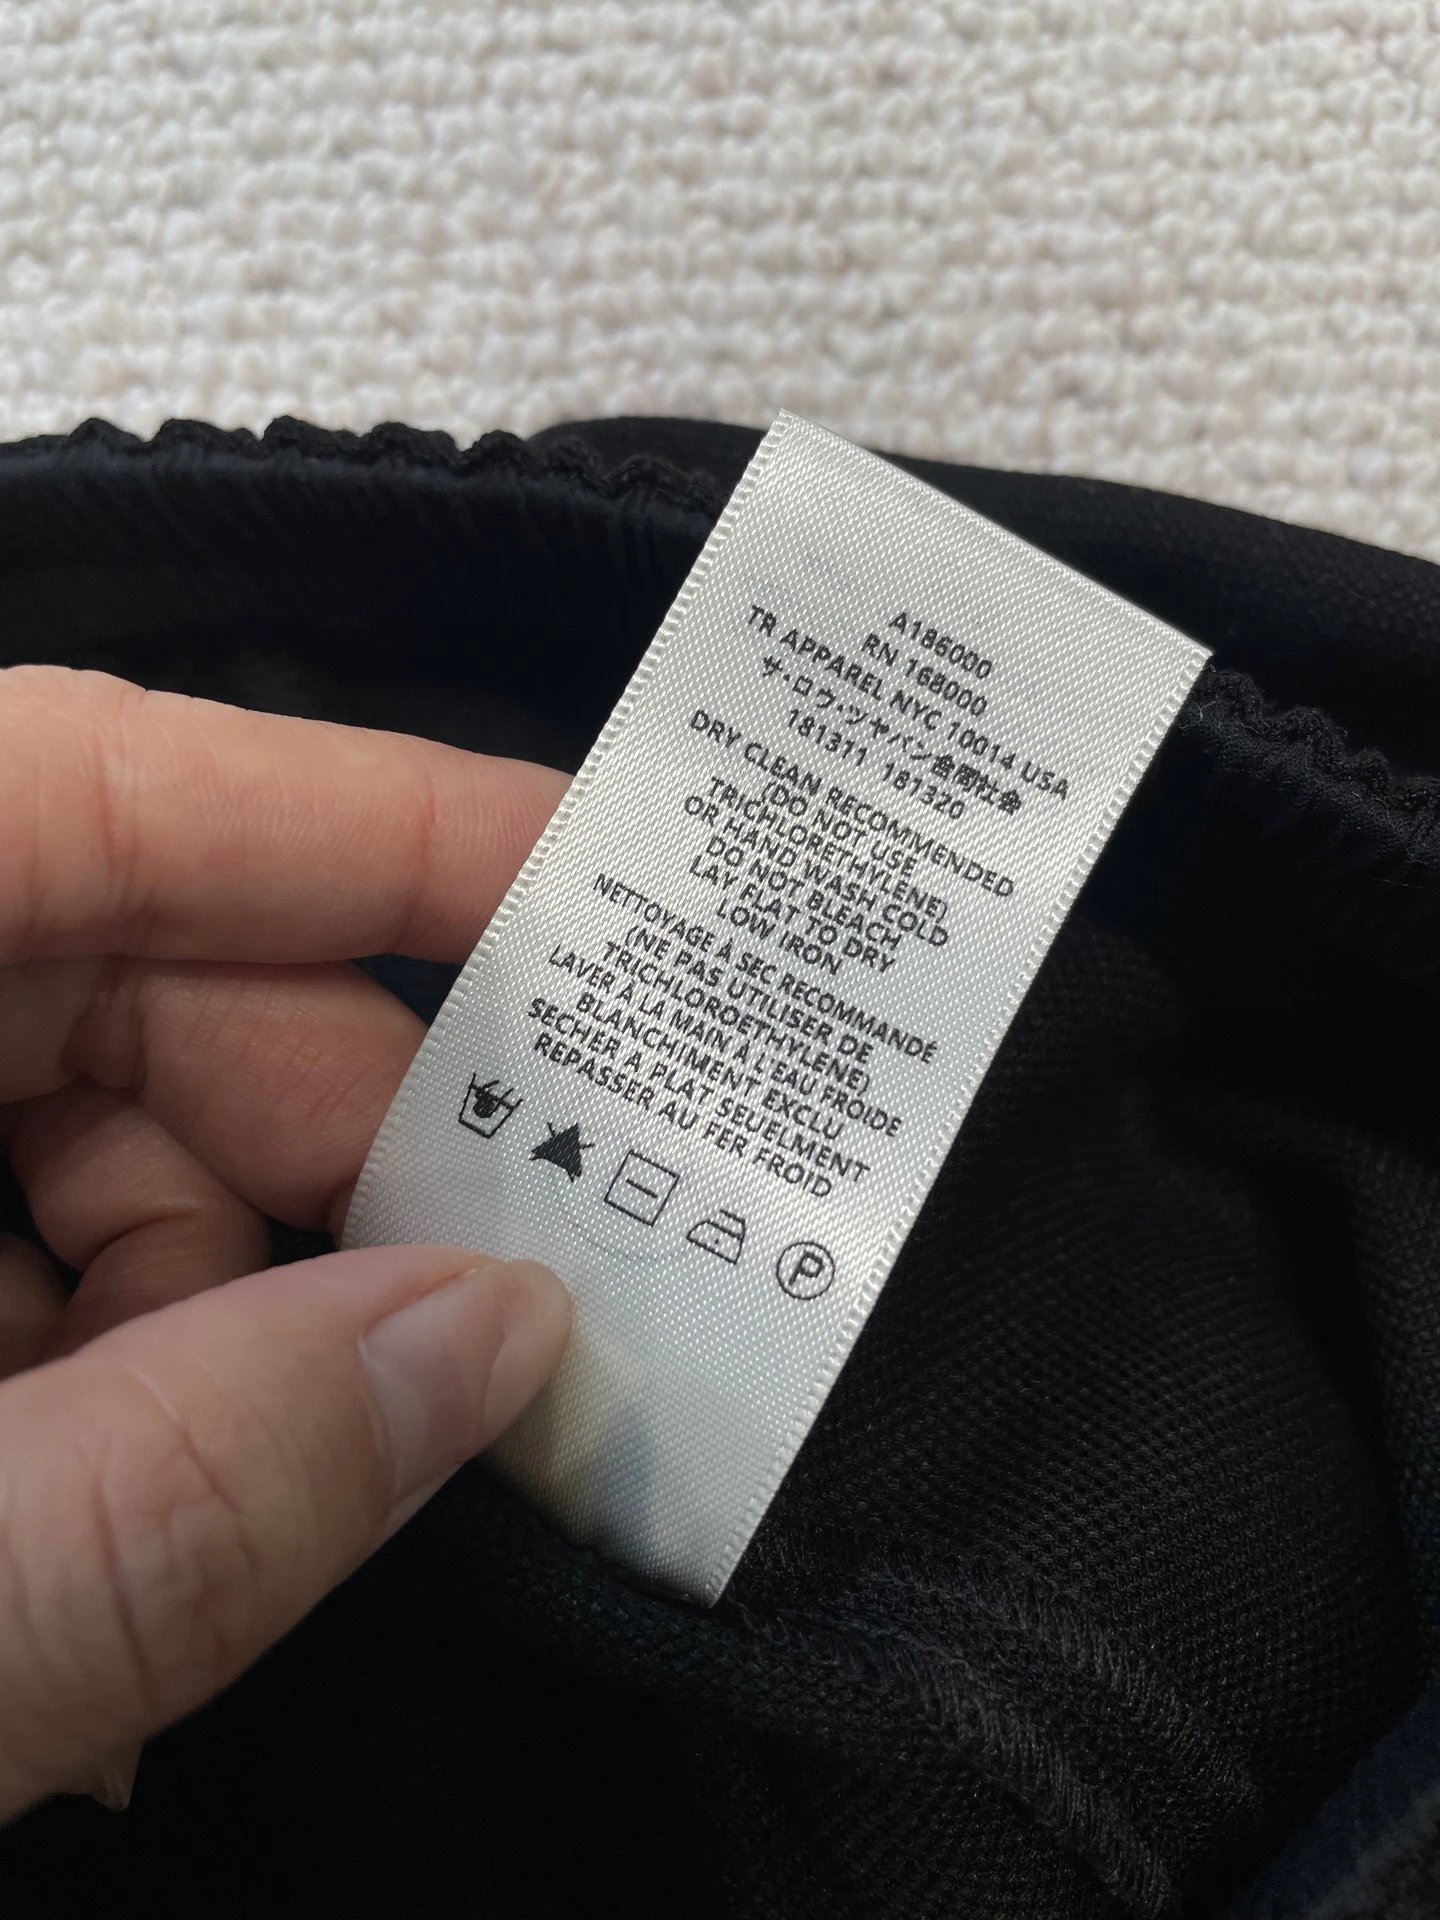 A186000
RN 168000
TR APPAREL NYC 10014 USA
ザ・ロウ・ツャパン合同社会
181311 181320
DRY CLEAN RECOMMENDED
(DO NOT USE
TRICHLORETHYLENE)
OR HAND WASH COLD
DO NOT BLEACH
LAY FLAT TO DRY
LOW IRON
NETTOYAGE À SEC RECOMMANDÉ
(NE PAS UTILISER DE
TRICHLOROETHYLENE)
LAVER À LA MAIN À L'EAU FROIDE
BLANCHIMENT EXCLU
SECHER A PLAT SEUELMENT
REPASSER AU FER FROID
P